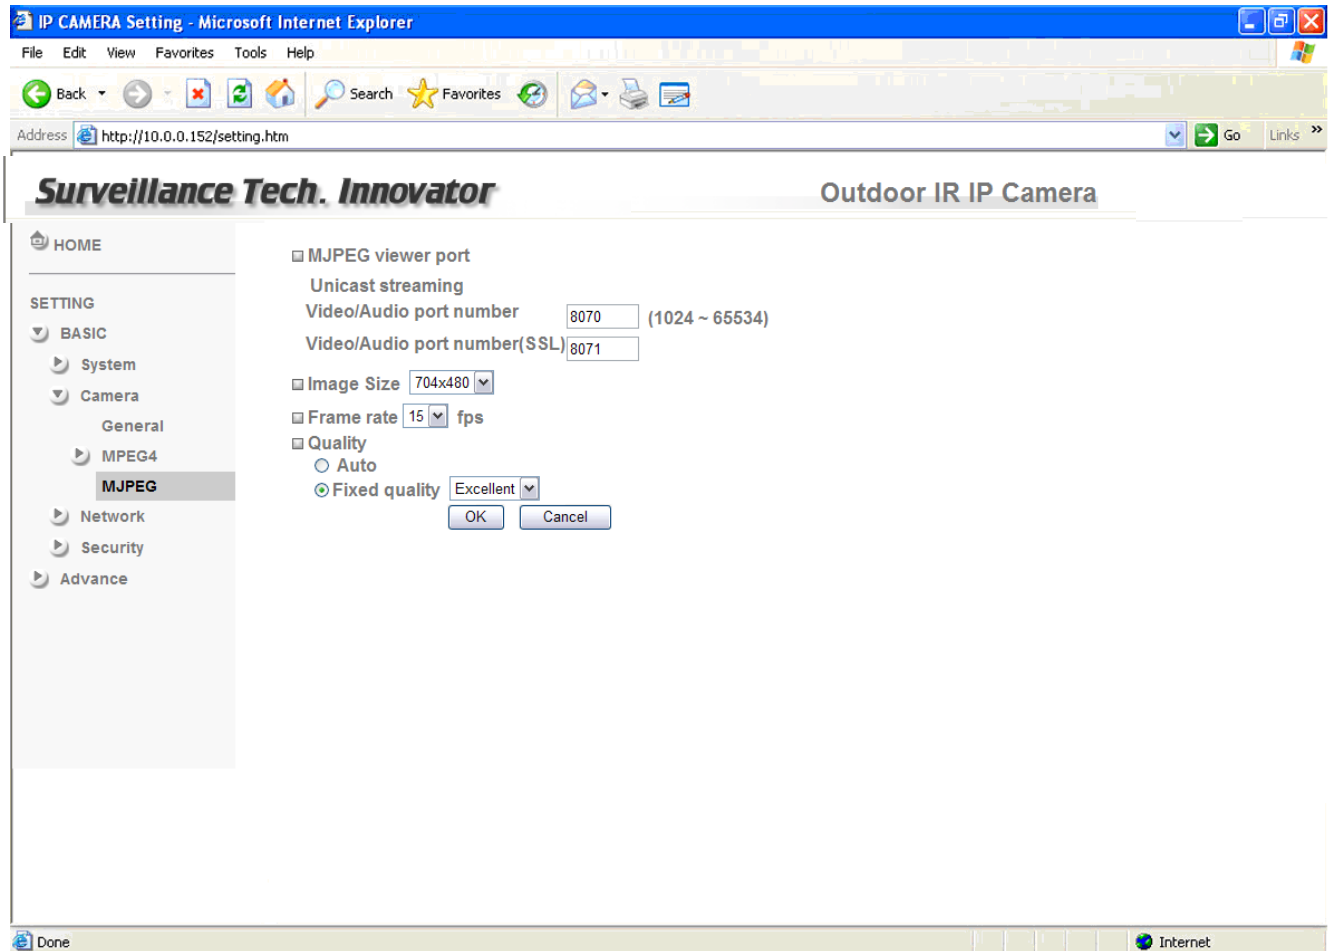 IP CAMERA Setting - Microsoft Internet Explorer
File Edit View Favorites Tools Help
Back Search Favorites
Address http://10.0.0.152/setting.htm Go Links »
Surveillance Tech. Innovator Outdoor IR IP Camera
HOME
SETTING
BASIC
System
Camera
General
MPEG4
MJPEG
Network
Security
Advance
MJPEG viewer port
Unicast streaming
Video/Audio port number 8070 (1024 ~ 65534)
Video/Audio port number(SSL) 8071
Image Size 704x480
Frame rate 15 fps
Quality
Auto
Fixed quality Excellent
OK Cancel
Done Internet